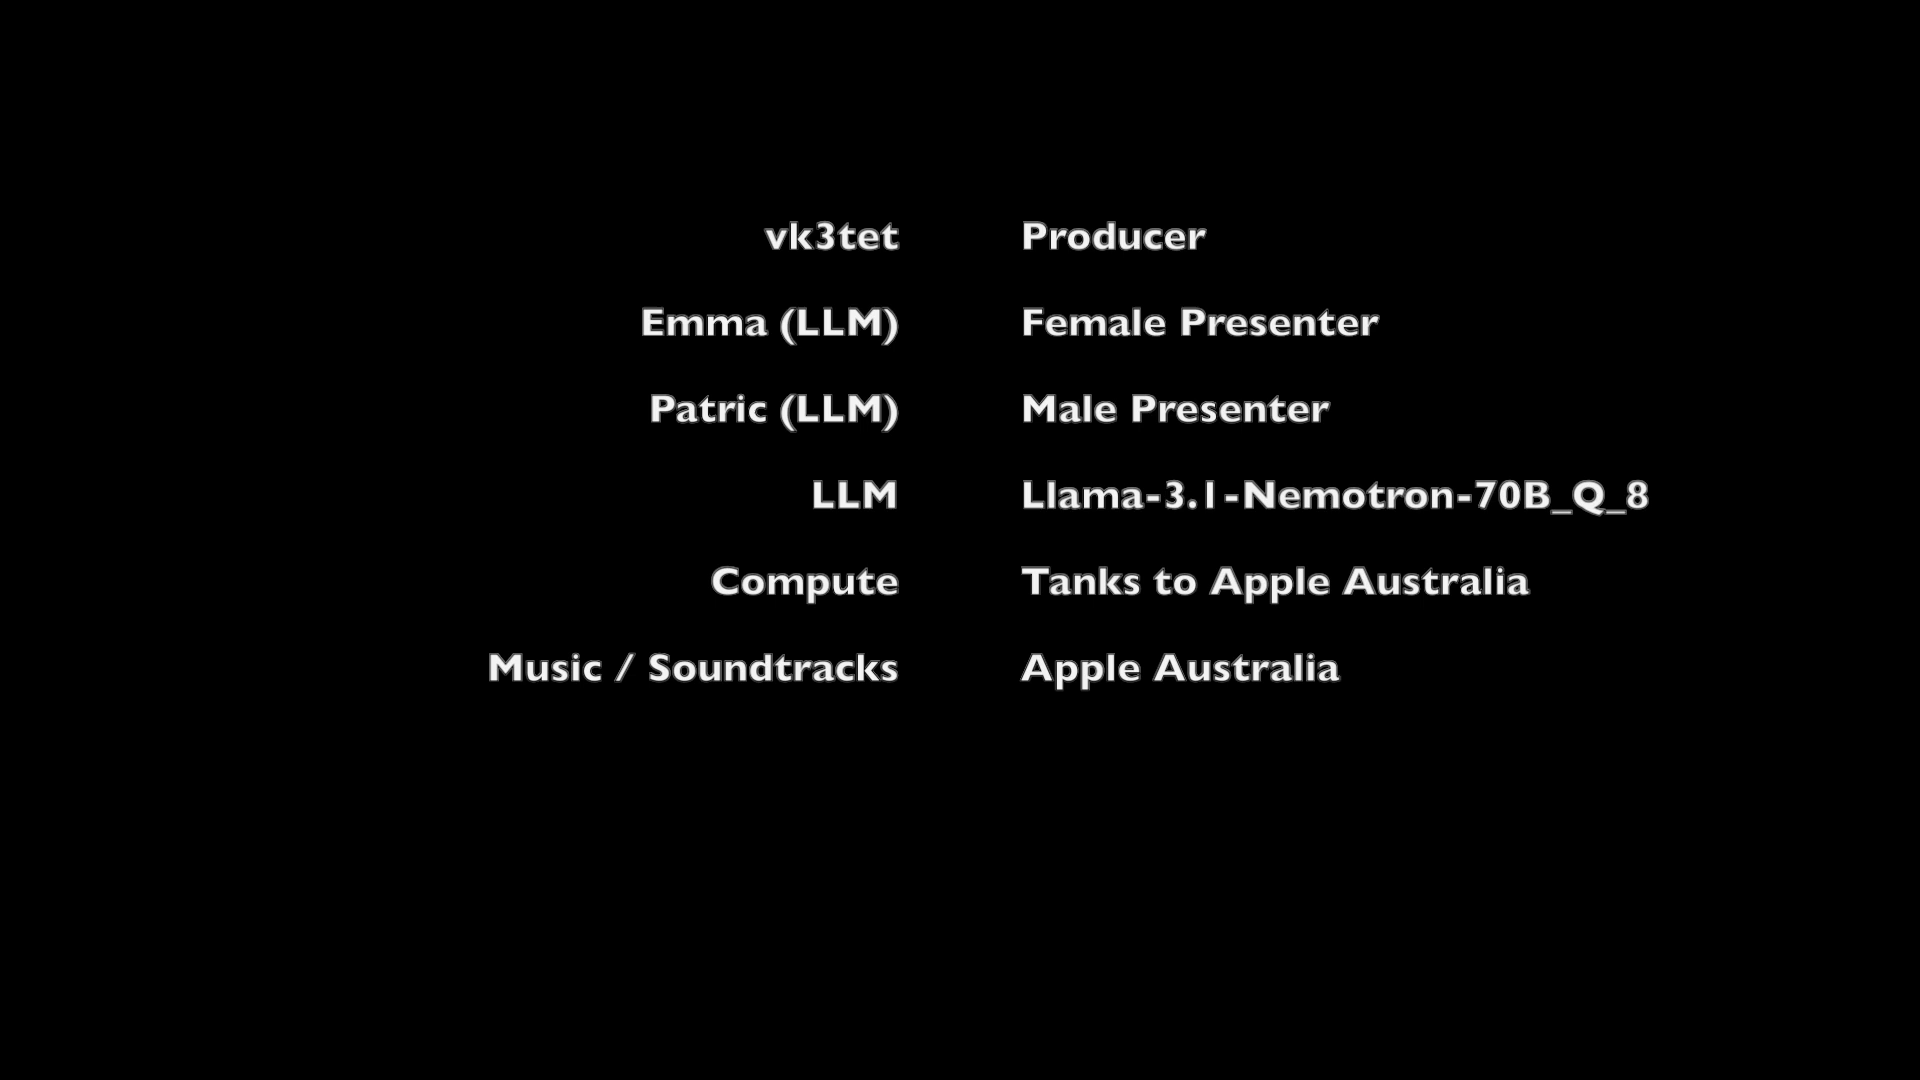 vk3tet Producer
Emma (LLM) Female Presenter
Patric (LLM) Male Presenter
LLM Llama-3.1-Nemotron-70B_Q_8
Compute Tanks to Apple Australia
Music / Soundtracks Apple Australia